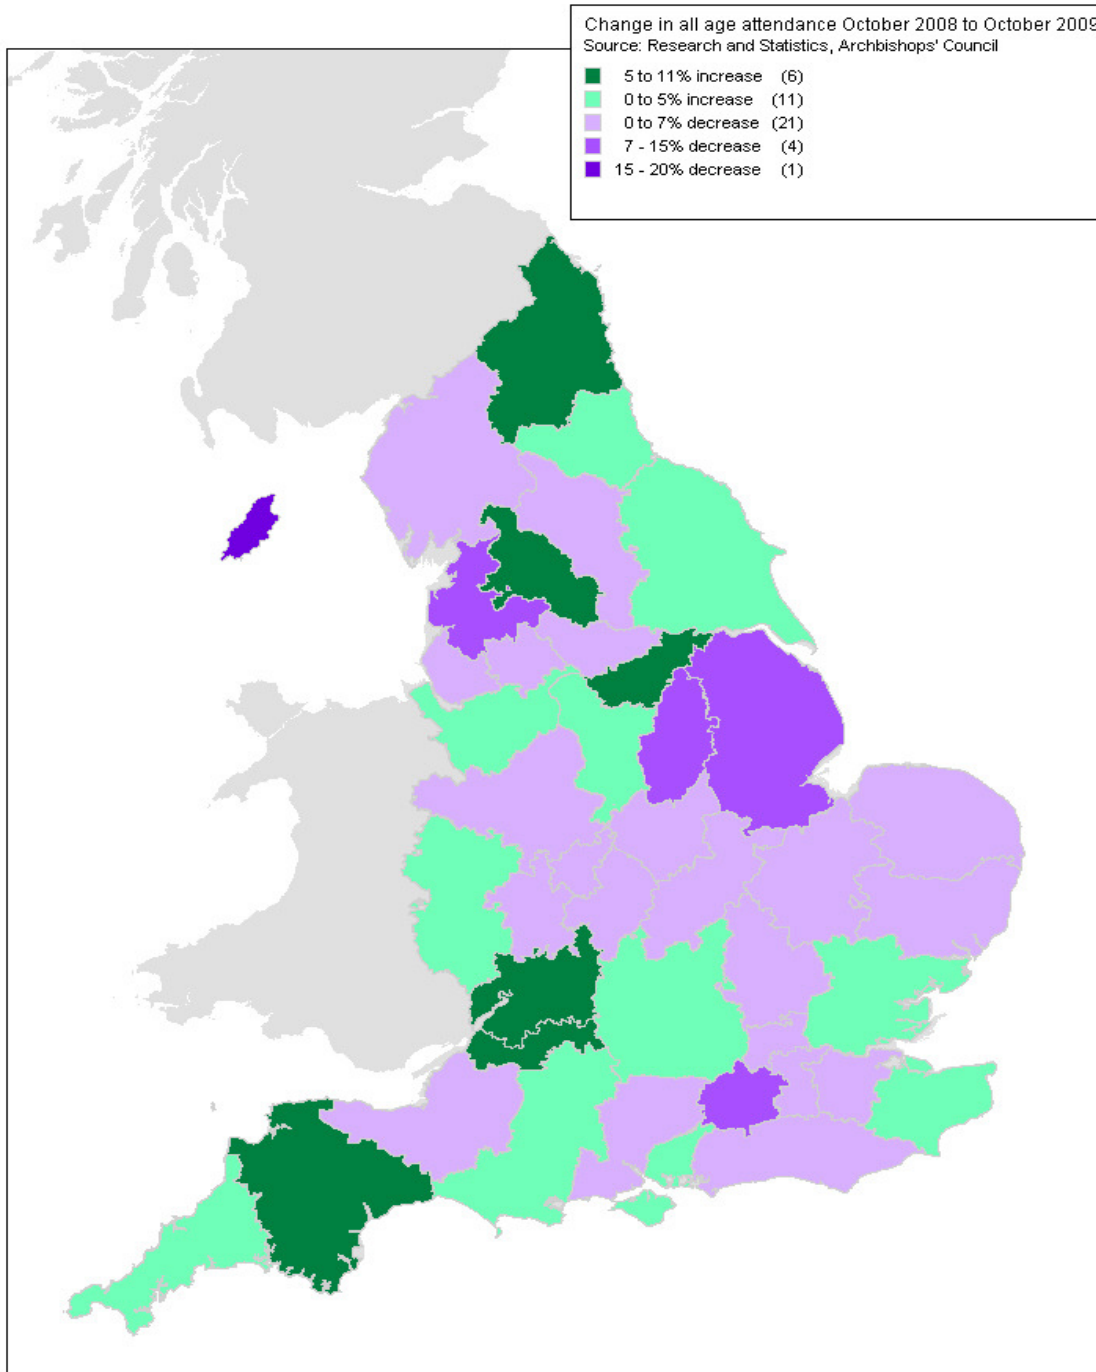 Change in all age attendance October 2008 to October 2009
Source: Research and Statistics, Archbishops' Council
5 to 11% increase (6)
0 to 5% increase (11)
0 to 7% decrease (21)
7 - 15% decrease (4)
15 - 20% decrease (1)